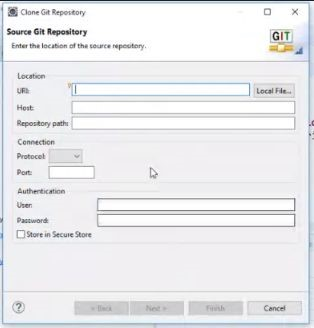 Clone Git Repository
Source Git Repository
Enter the location of the source repository.
GIT
Location
URI:
Local File...
Host:
Repository path:
Connection
Protocol:
Port:
Authentication
User:
Password:
Store in Secure Store
?
< Back
Next >
Finish
Cancel